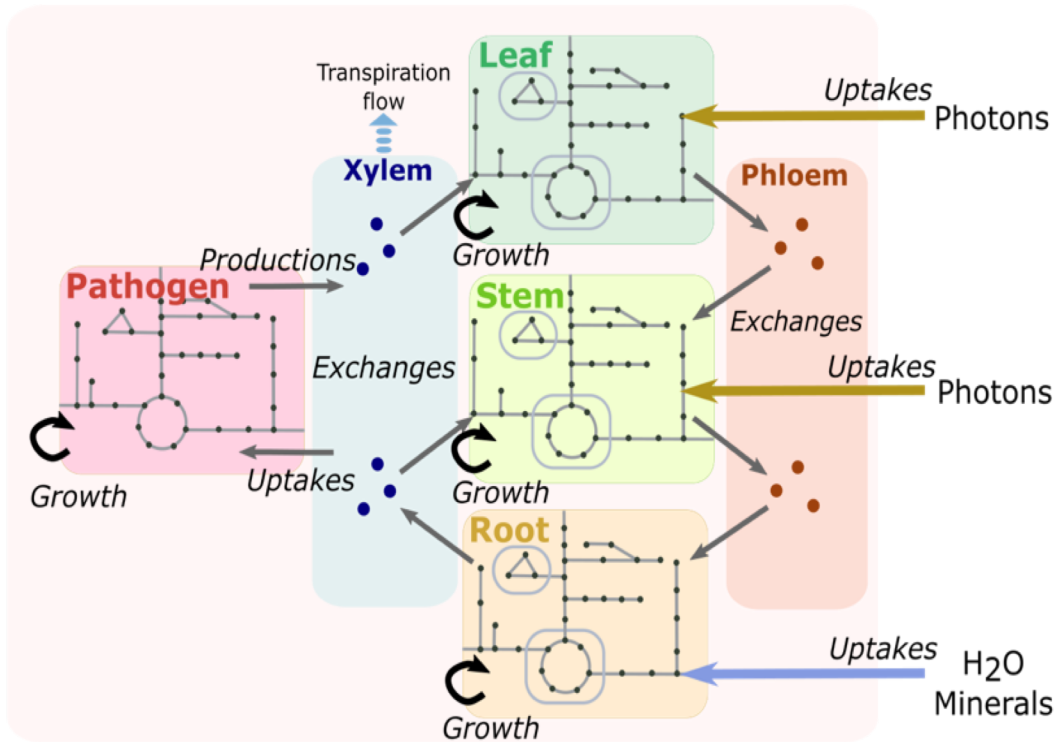 Leaf
Transpiration
flow
Uptakes
Photons
Xylem
Phloem
Growth
Productions
Pathogen
Stem
Exchanges
Exchanges
Uptakes
Photons
Uptakes
Growth
Growth
Root
Uptakes
H2O
Minerals
Growth